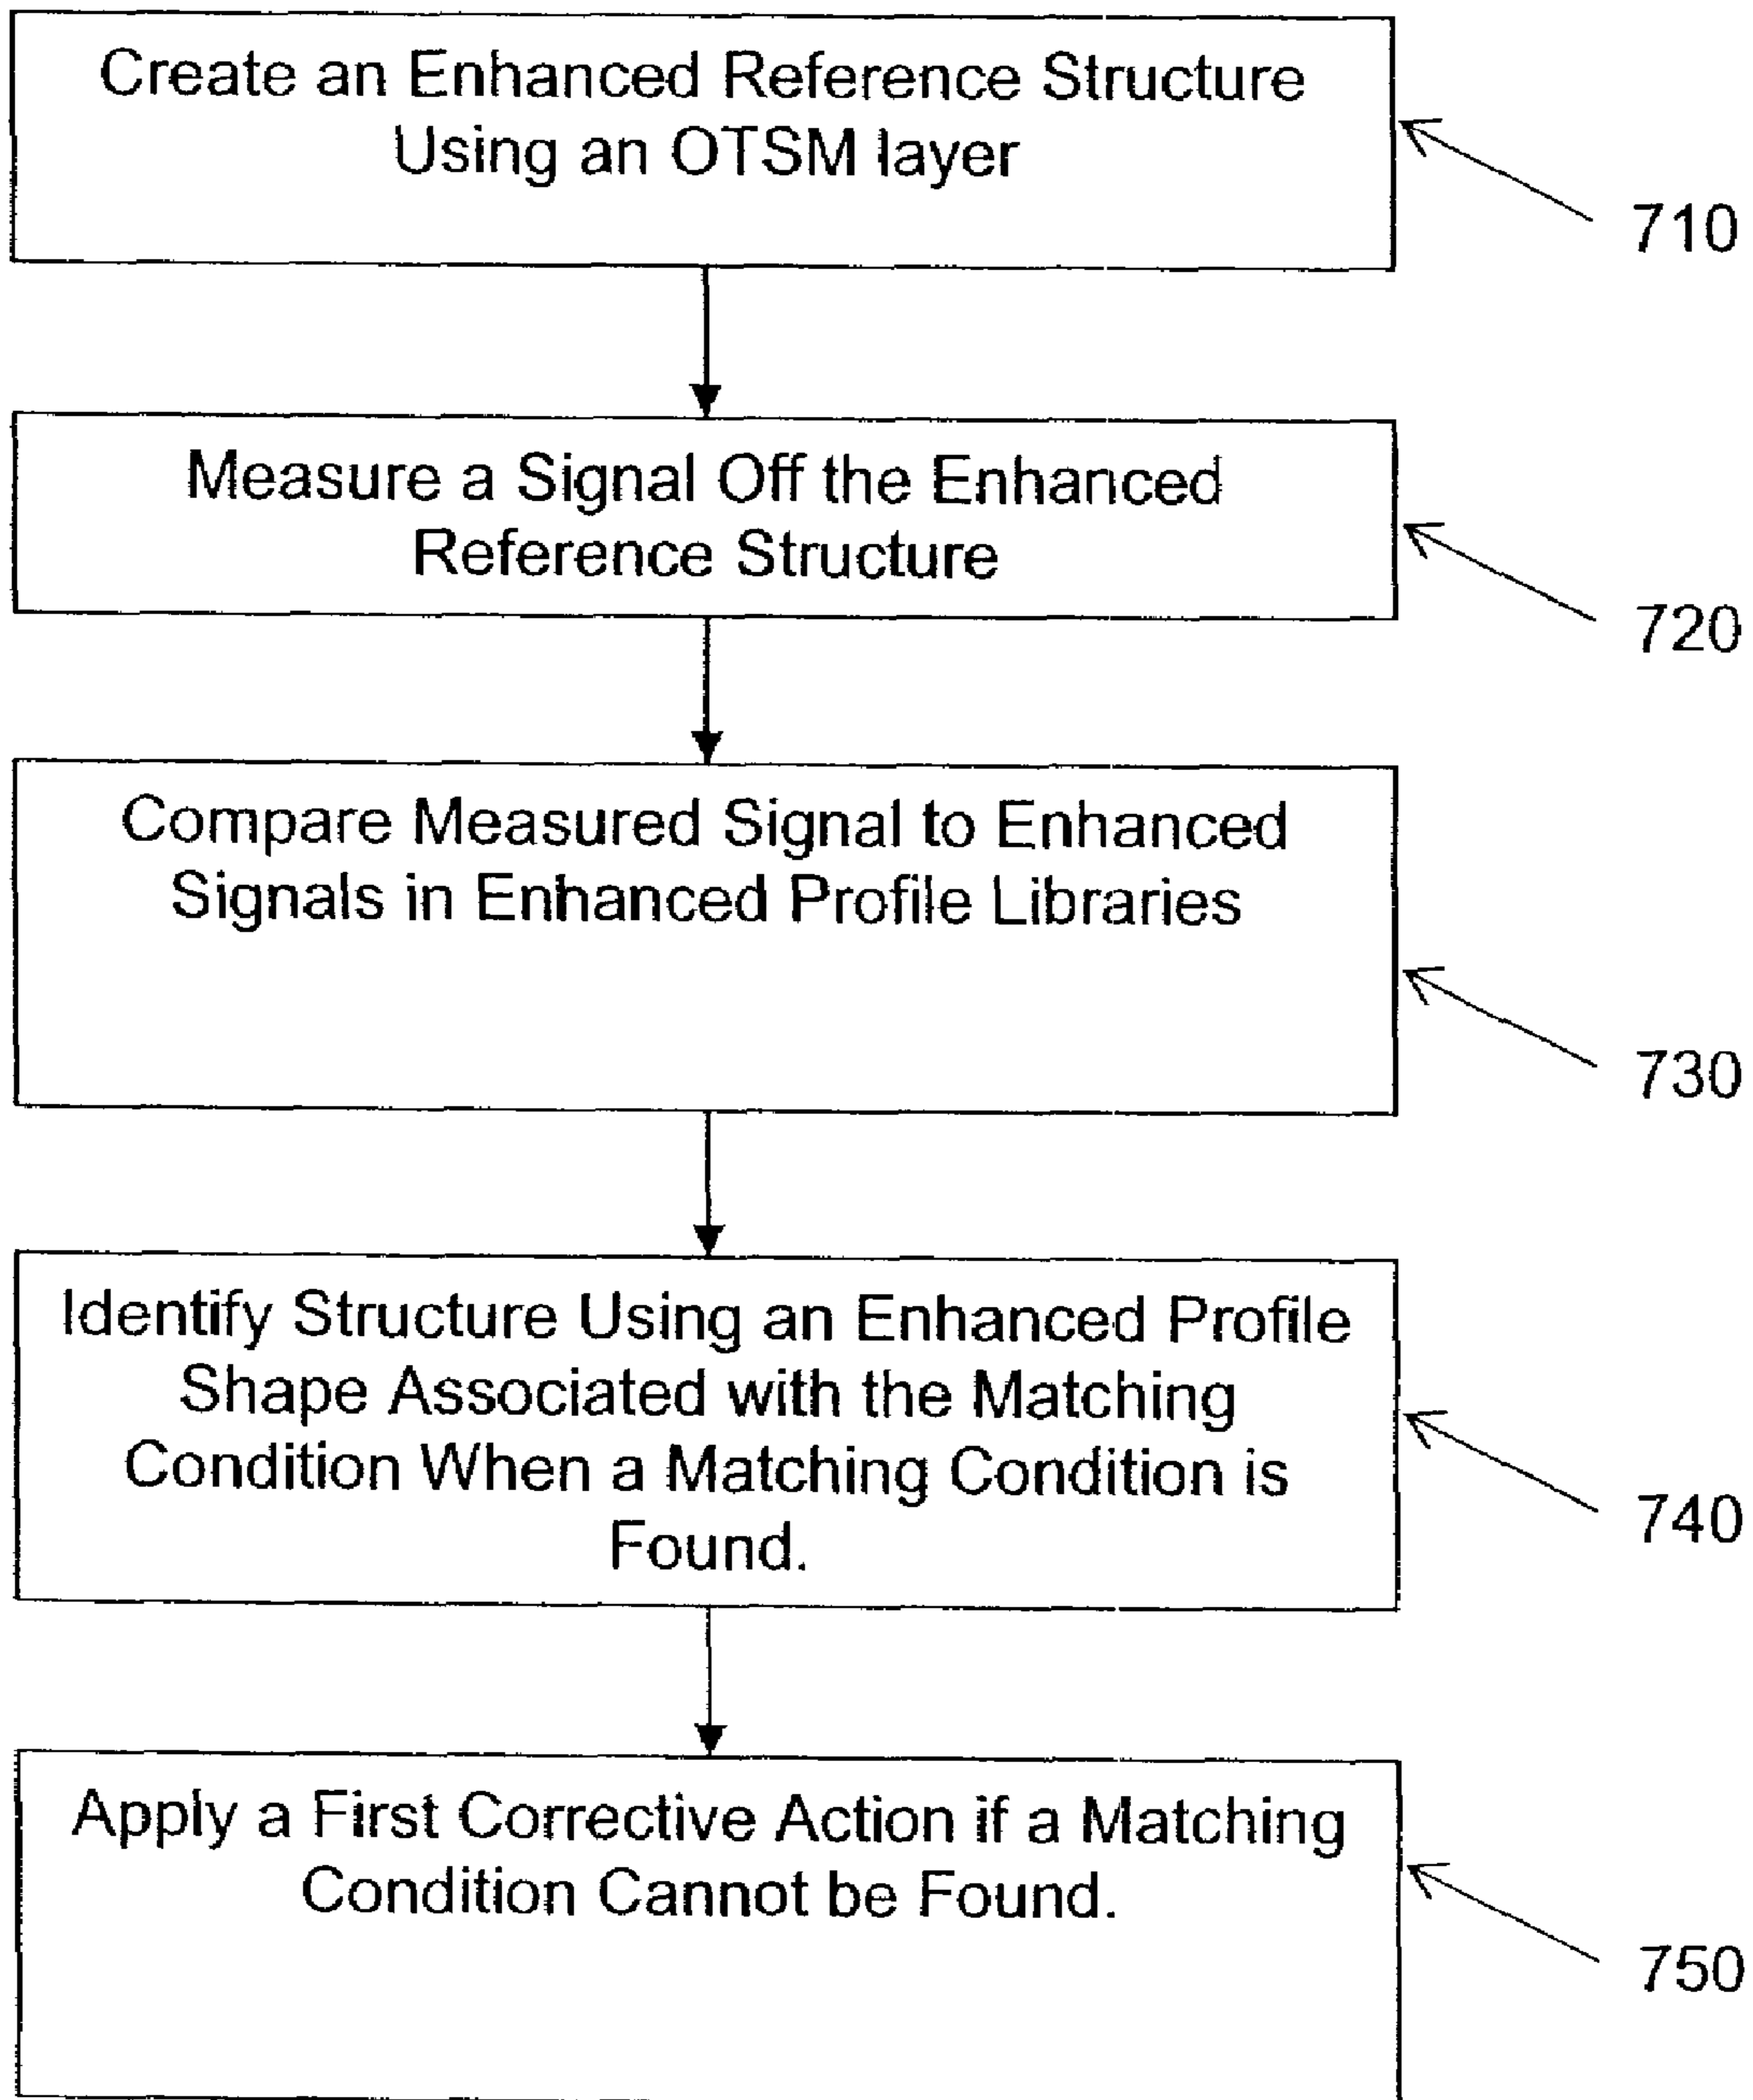 Create an Enhanced Reference Structure
Using an OTSM layer
710
Measure a Signal Off the Enhanced
Reference Structure
720
Compare Measured Signal to Enhanced
Signals in Enhanced Profile Libraries
730
Identify Structure Using an Enhanced Profile
Shape Associated with the Matching
Condition When a Matching Condition is
Found.
740
Apply a First Corrective Action if a Matching
Condition Cannot be Found.
750